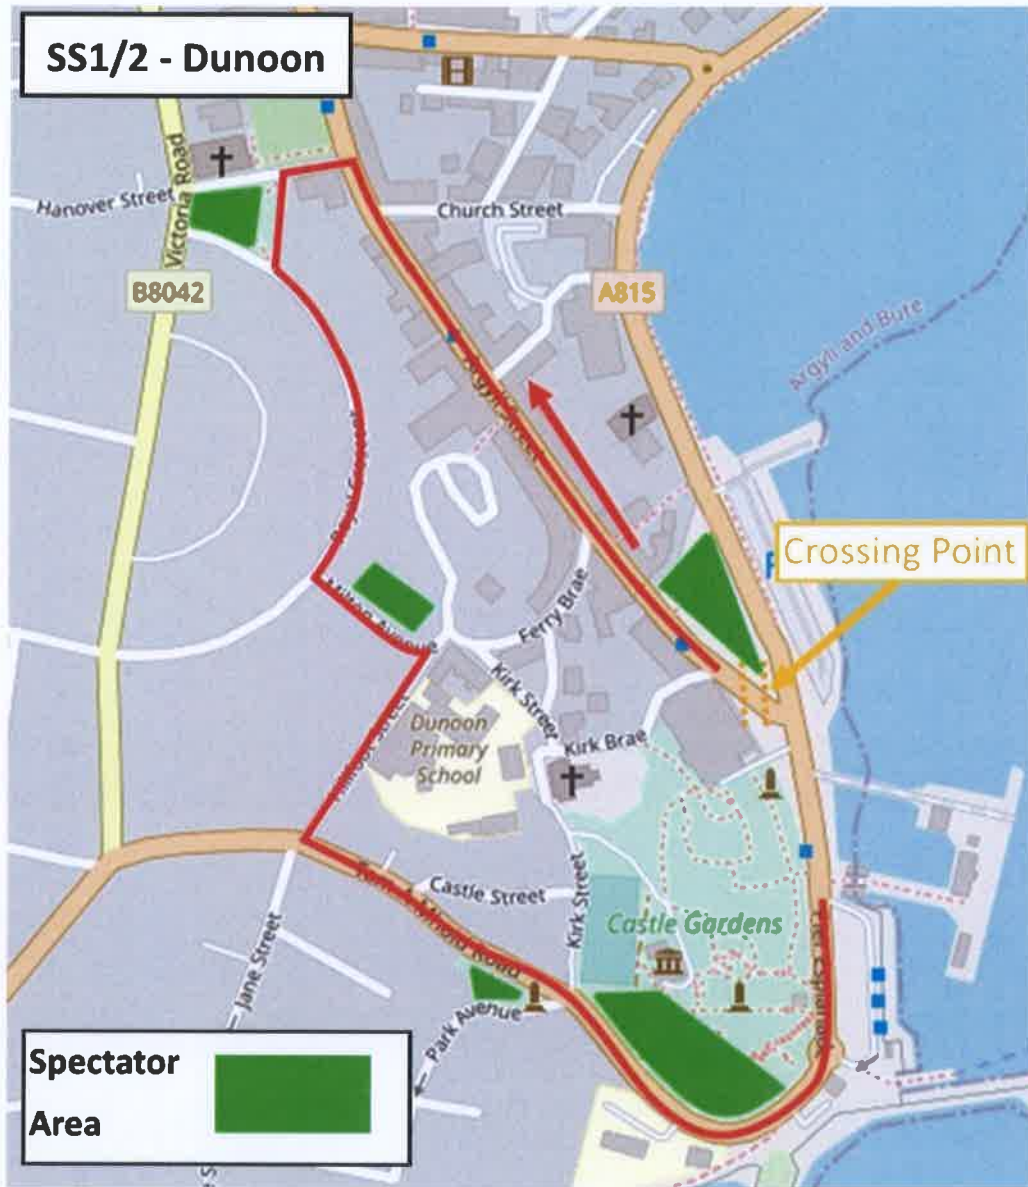 SS1/2 - Dunoon
Victoria Road
Hanover Street
Church Street
B8042
A815
Argyll and Bute
Argyll Street
Crossing Point
Milton Avenue
Ferry Brae
Kirk Street
Dunoon
Primary
School
Hillfoot Street
Kirk Brae
Castle Street
Kirk Street
Castle Gardens
Jane Street
Park Avenue
Spectator
Area